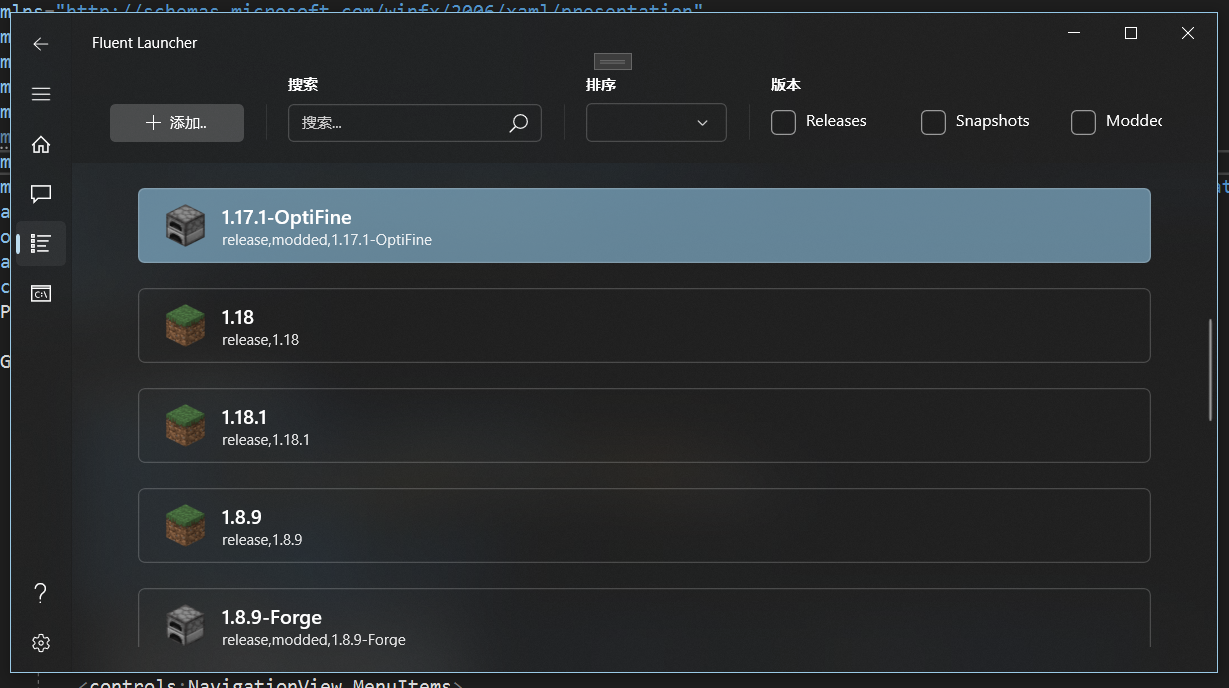 mlns="http://schemas.microsoft.com/winfx/2006/xaml/presentation"
Fluent Launcher
搜索
排序
版本
添加..
搜索...
Releases
Snapshots
Modded
1.17.1-OptiFine
release,modded,1.17.1-OptiFine
1.18
release,1.18
1.18.1
release,1.18.1
1.8.9
release,1.8.9
1.8.9-Forge
release,modded,1.8.9-Forge
C:\
<controls:NavigationView.MenuItems>